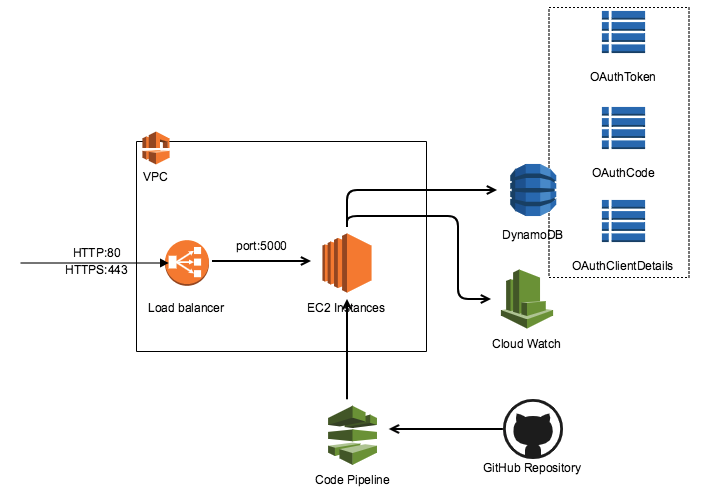 OAuthToken
OAuthCode
OAuthClientDetails
VPC
HTTP:80
HTTPS:443
port:5000
Load balancer
EC2 Instances
DynamoDB
Cloud Watch
Code Pipeline
GitHub Repository